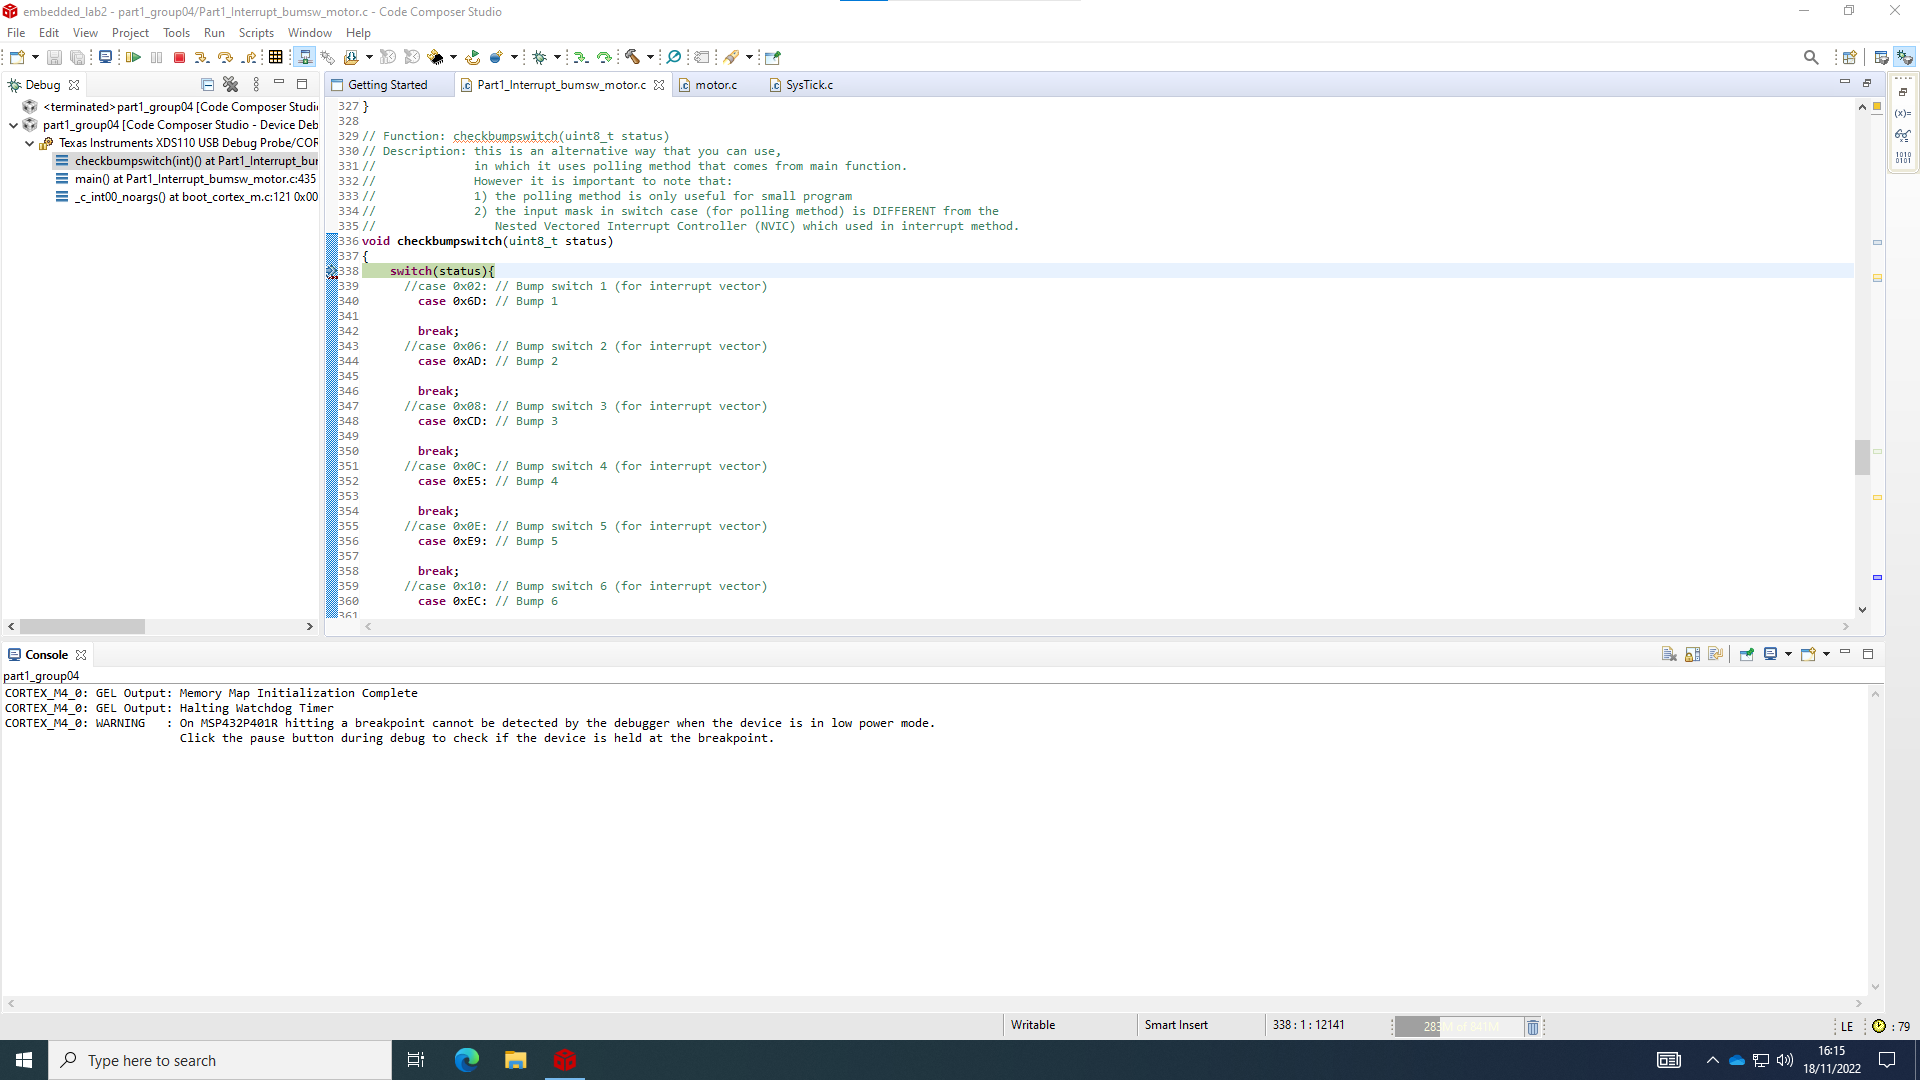 embedded_lab2 - part1_group04/Part1_Interrupt_bumsw_motor.c - Code Composer Studio
File Edit View Project Tools Run Scripts Window Help
Debug
<terminated>part1_group04 [Code Composer Studi
part1_group04 [Code Composer Studio - Device Deb
Texas Instruments XDS110 USB Debug Probe/COR
checkbumpswitch(int)() at Part1_Interrupt_bur
main() at Part1_Interrupt_bumsw_motor.c:435
_c_int00_noargs() at boot_cortex_m.c:121 0x00
Getting Started Part1_Interrupt_bumsw_motor.c motor.c SysTick.c
327 }
328
329 // Function: checkbumpswitch(uint8_t status)
330 // Description: this is an alternative way that you can use,
331 // in which it uses polling method that comes from main function.
332 // However it is important to note that:
333 // 1) the polling method is only useful for small program
334 // 2) the input mask in switch case (for polling method) is DIFFERENT from the
335 // Nested Vectored Interrupt Controller (NVIC) which used in interrupt method.
336 void checkbumpswitch(uint8_t status)
337 {
338 switch(status){
339 //case 0x02: // Bump switch 1 (for interrupt vector)
340 case 0x6D: // Bump 1
341
342 break;
343 //case 0x06: // Bump switch 2 (for interrupt vector)
344 case 0xAD: // Bump 2
345
346 break;
347 //case 0x08: // Bump switch 3 (for interrupt vector)
348 case 0xCD: // Bump 3
349
350 break;
351 //case 0x0C: // Bump switch 4 (for interrupt vector)
352 case 0xE5: // Bump 4
353
354 break;
355 //case 0x0E: // Bump switch 5 (for interrupt vector)
356 case 0xE9: // Bump 5
357
358 break;
359 //case 0x10: // Bump switch 6 (for interrupt vector)
360 case 0xEC: // Bump 6
361
(x)=
1010
0101
Console
part1_group04
CORTEX_M4_0: GEL Output: Memory Map Initialization Complete
CORTEX_M4_0: GEL Output: Halting Watchdog Timer
CORTEX_M4_0: WARNING : On MSP432P401R hitting a breakpoint cannot be detected by the debugger when the device is in low power mode.
Click the pause button during debug to check if the device is held at the breakpoint.
Writable Smart Insert 338 : 1 : 12141 283M of 841M LE : 79
Type here to search
16:15
18/11/2022